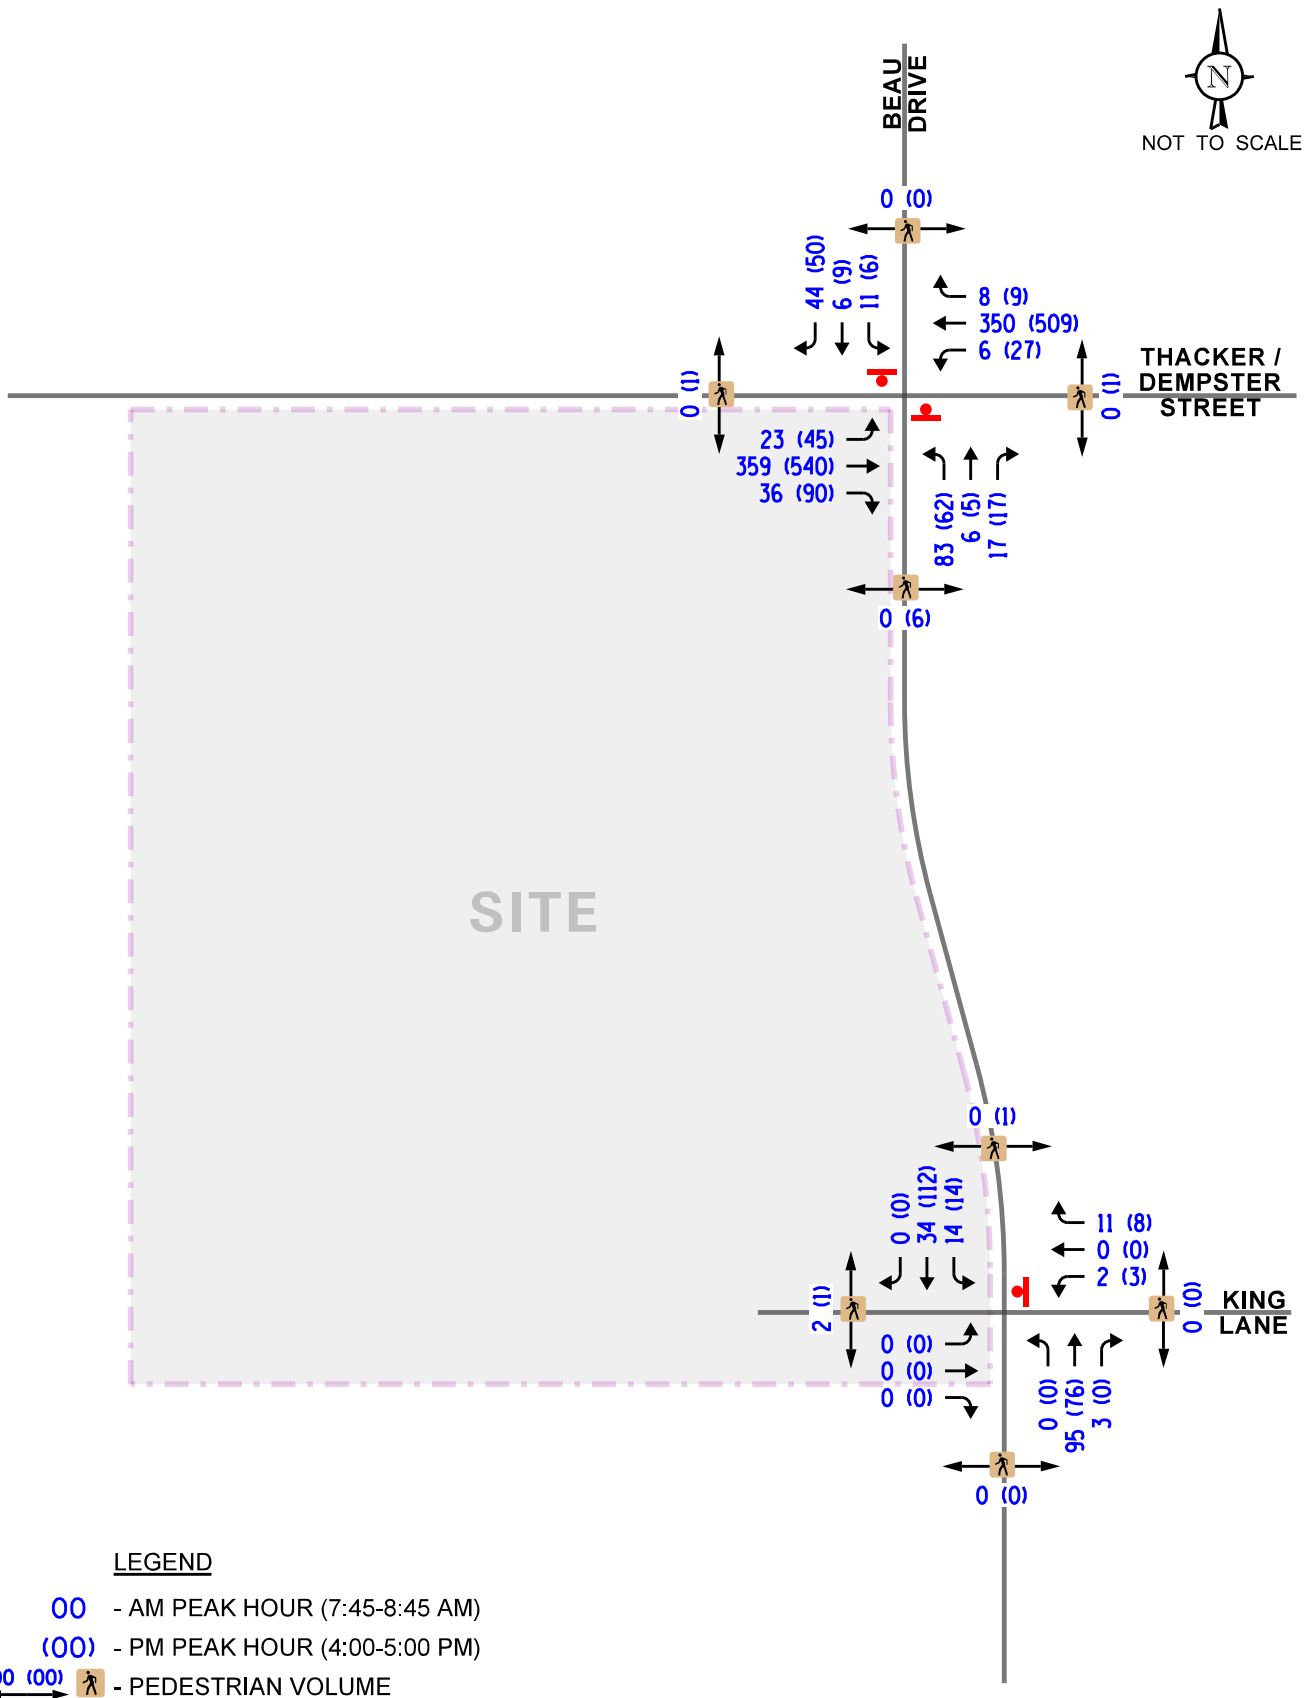 BEAU
DRIVE
N
NOT TO SCALE
0 (0)
44 (50)
6 (9)
11 (6)
8 (9)
350 (509)
6 (27)
THACKER /
DEMPSTER
STREET
0 (1)
0 (1)
23 (45)
359 (540)
36 (90)
83 (62)
6 (5)
17 (17)
0 (6)
SITE
0 (1)
0 (0)
34 (112)
14 (14)
11 (8)
0 (0)
2 (3)
2 (1)
0 (0)
KING
LANE
0 (0)
0 (0)
0 (0)
0 (0)
95 (76)
3 (0)
0 (0)
LEGEND
00 - AM PEAK HOUR (7:45-8:45 AM)
(00) - PM PEAK HOUR (4:00-5:00 PM)
00 (00) - PEDESTRIAN VOLUME